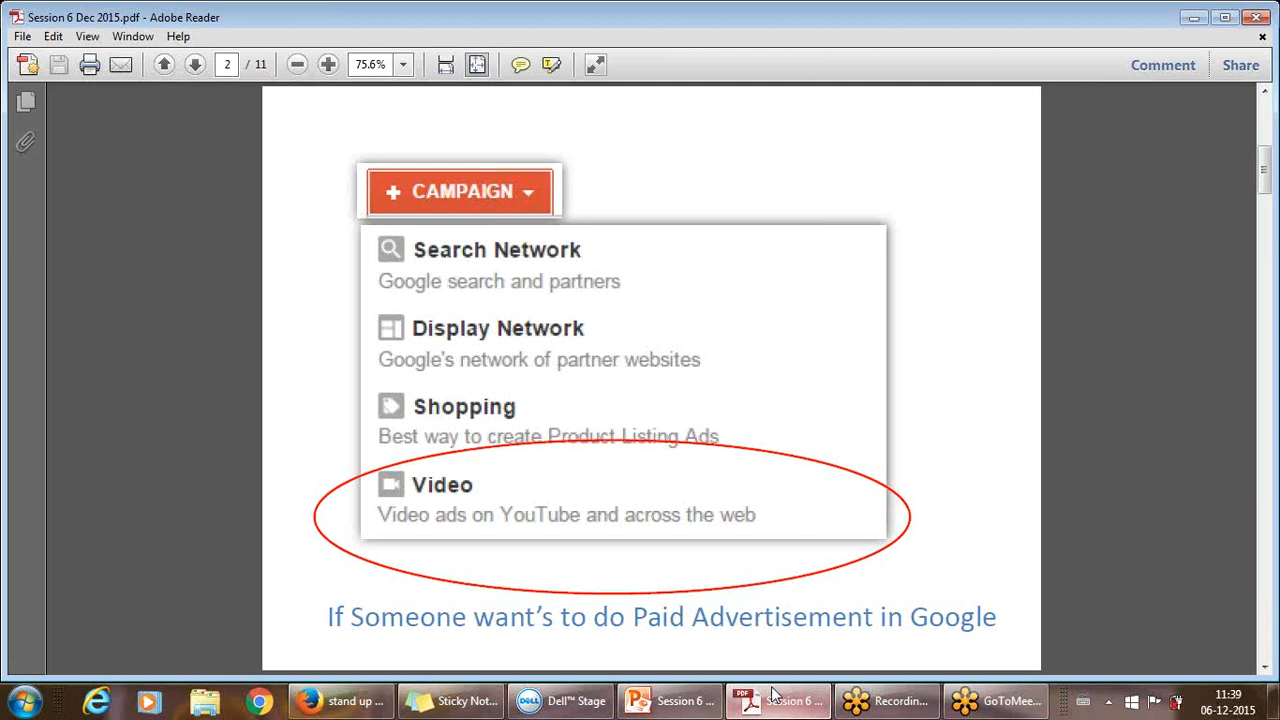 Session 6 Dec 2015.pdf - Adobe Reader
File Edit View Window Help
2 / 11 75.6% Comment Share
CAMPAIGN
Search Network
Google search and partners
Display Network
Google's network of partner websites
Shopping
Best way to create Product Listing Ads
Video
Video ads on YouTube and across the web
If Someone want's to do Paid Advertisement in Google
stand up ... Sticky Not... DELL Dell™ Stage Session 6 ... PDF Session 6 ... Recordin... GoToMee... 11:39
06-12-2015